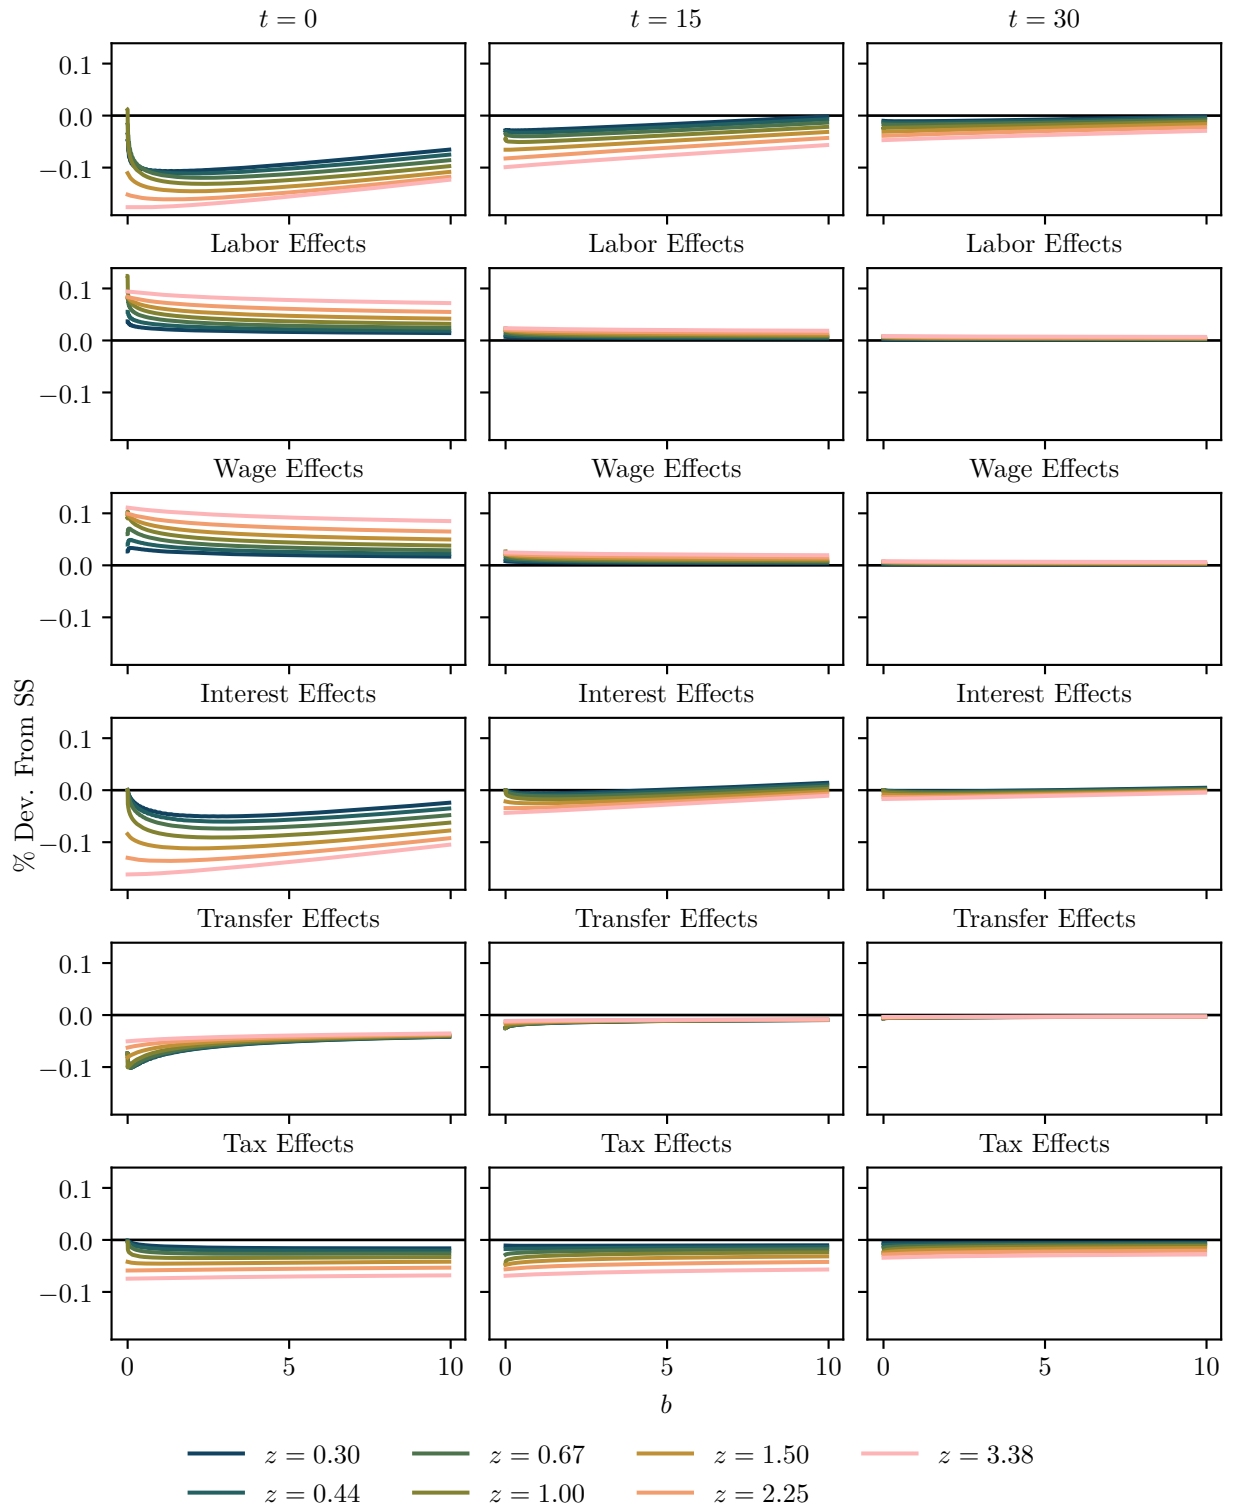 t = 0 t = 15 t = 30
0.1
0.0
−0.1
Labor Effects Labor Effects Labor Effects
0.1
0.0
−0.1
Wage Effects Wage Effects Wage Effects
0.1
0.0
−0.1
Interest Effects Interest Effects Interest Effects
0.1
0.0
−0.1
% Dev. From SS
Transfer Effects Transfer Effects Transfer Effects
0.1
0.0
−0.1
Tax Effects Tax Effects Tax Effects
0.1
0.0
−0.1
0 5 10 0 5 10 0 5 10
b
z = 0.30 z = 0.67 z = 1.50 z = 3.38
z = 0.44 z = 1.00 z = 2.25